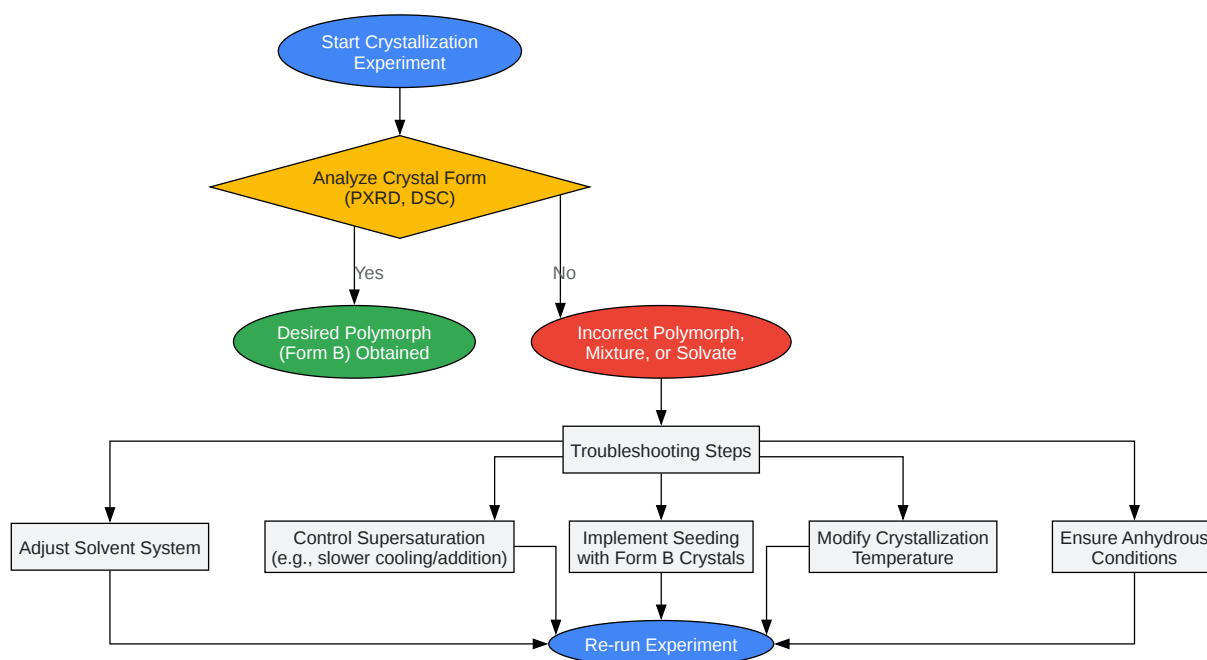 Start Crystallization
Experiment
Analyze Crystal Form
(PXRD, DSC)
Yes
No
Desired Polymorph
(Form B) Obtained
Incorrect Polymorph,
Mixture, or Solvate
Troubleshooting Steps
Adjust Solvent System
Control Supersaturation
(e.g., slower cooling/addition)
Implement Seeding
with Form B Crystals
Modify Crystallization
Temperature
Ensure Anhydrous
Conditions
Re-run Experiment